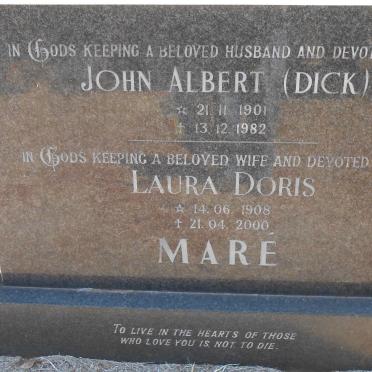 IN GODS KEEPING A BELOVED HUSBAND AND DEVOT
JOHN ALBERT (DICK)
☆ 21.11.1901
† 13.12.1982
IN GODS KEEPING A BELOVED WIFE AND DEVOTED
LAURA DORIS
☆ 14.06.1908
† 21.04.2000
MARÉ
TO LIVE IN THE HEARTS OF THOSE
WHO LOVE YOU IS NOT TO DIE.